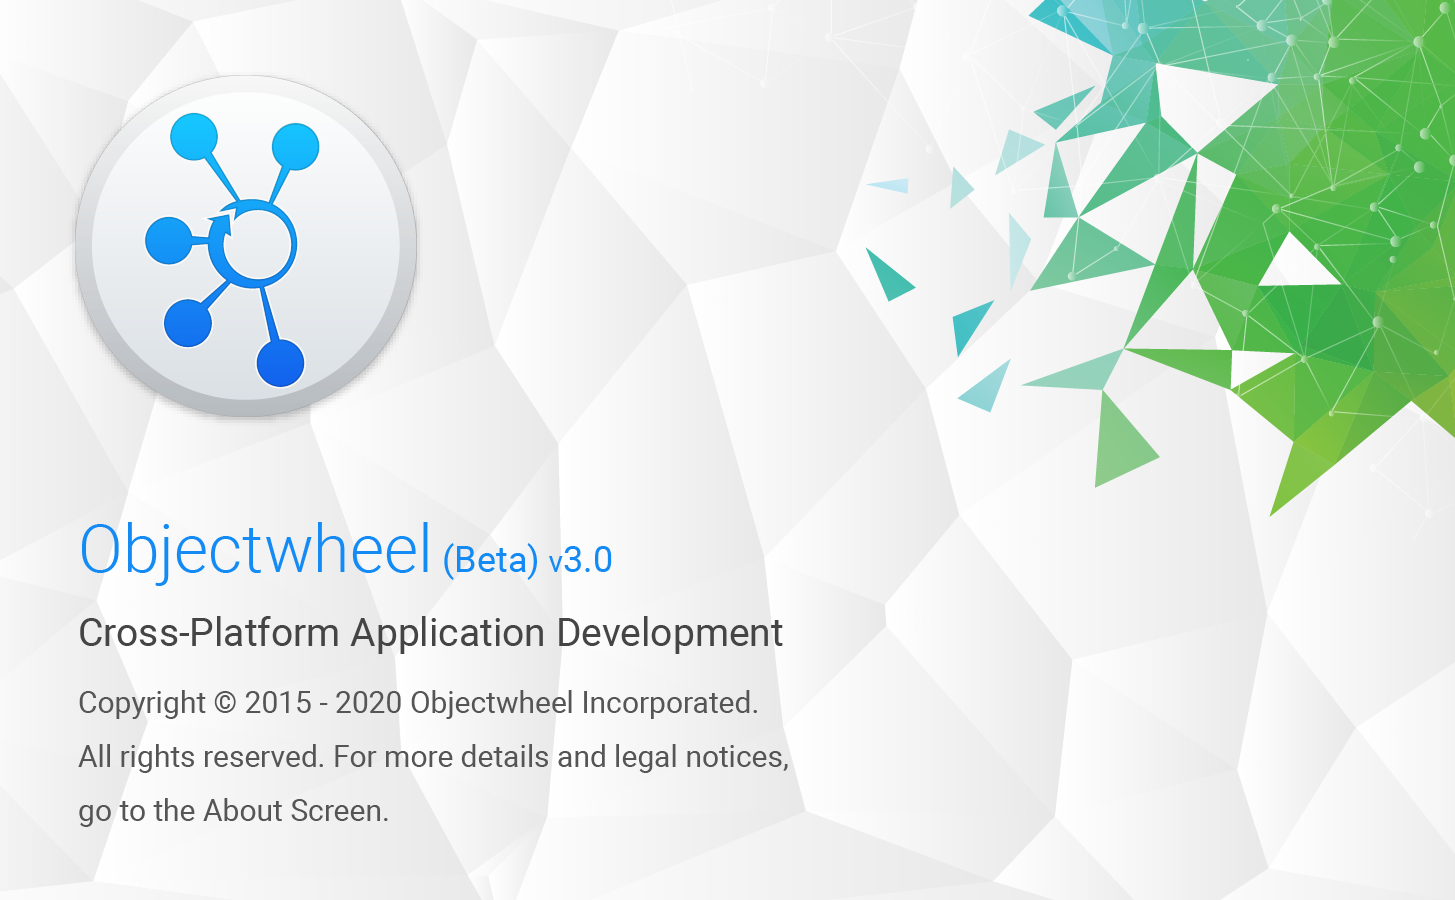 Objectwheel (Beta) v3.0
Cross-Platform Application Development
Copyright © 2015 - 2020 Objectwheel Incorporated.
All rights reserved. For more details and legal notices,
go to the About Screen.